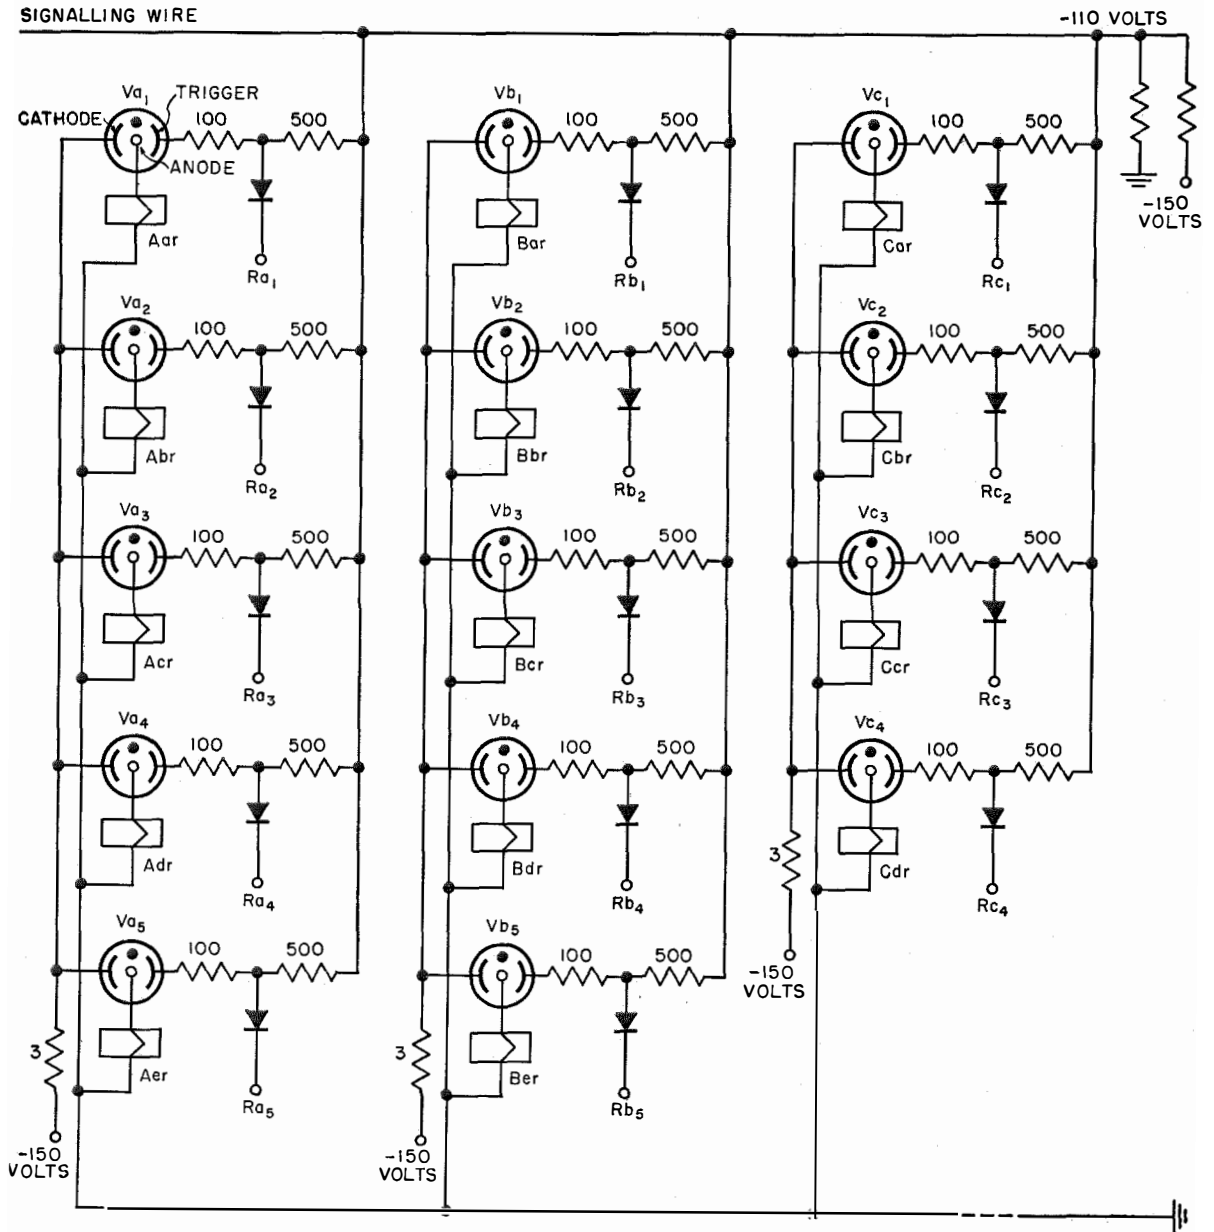 SIGNALLING WIRE
-110 VOLTS
Va1
TRIGGER
CATHODE
100
500
ANODE
Aar
Ra1
Vb1
100
500
Bar
Rb1
Vc1
100
500
Car
Rc1
-150
VOLTS
Va2
100
500
Abr
Ra2
Vb2
100
500
Bbr
Rb2
Vc2
100
500
Cbr
Rc2
Va3
100
500
Acr
Ra3
Vb3
100
500
Bcr
Rb3
Vc3
100
500
Ccr
Rc3
Va4
100
500
Adr
Ra4
Vb4
100
500
Bdr
Rb4
Vc4
100
500
3
Cdr
Rc4
-150
VOLTS
Va5
100
500
3
Aer
Ra5
-150
VOLTS
Vb5
100
500
3
Ber
Rb5
-150
VOLTS